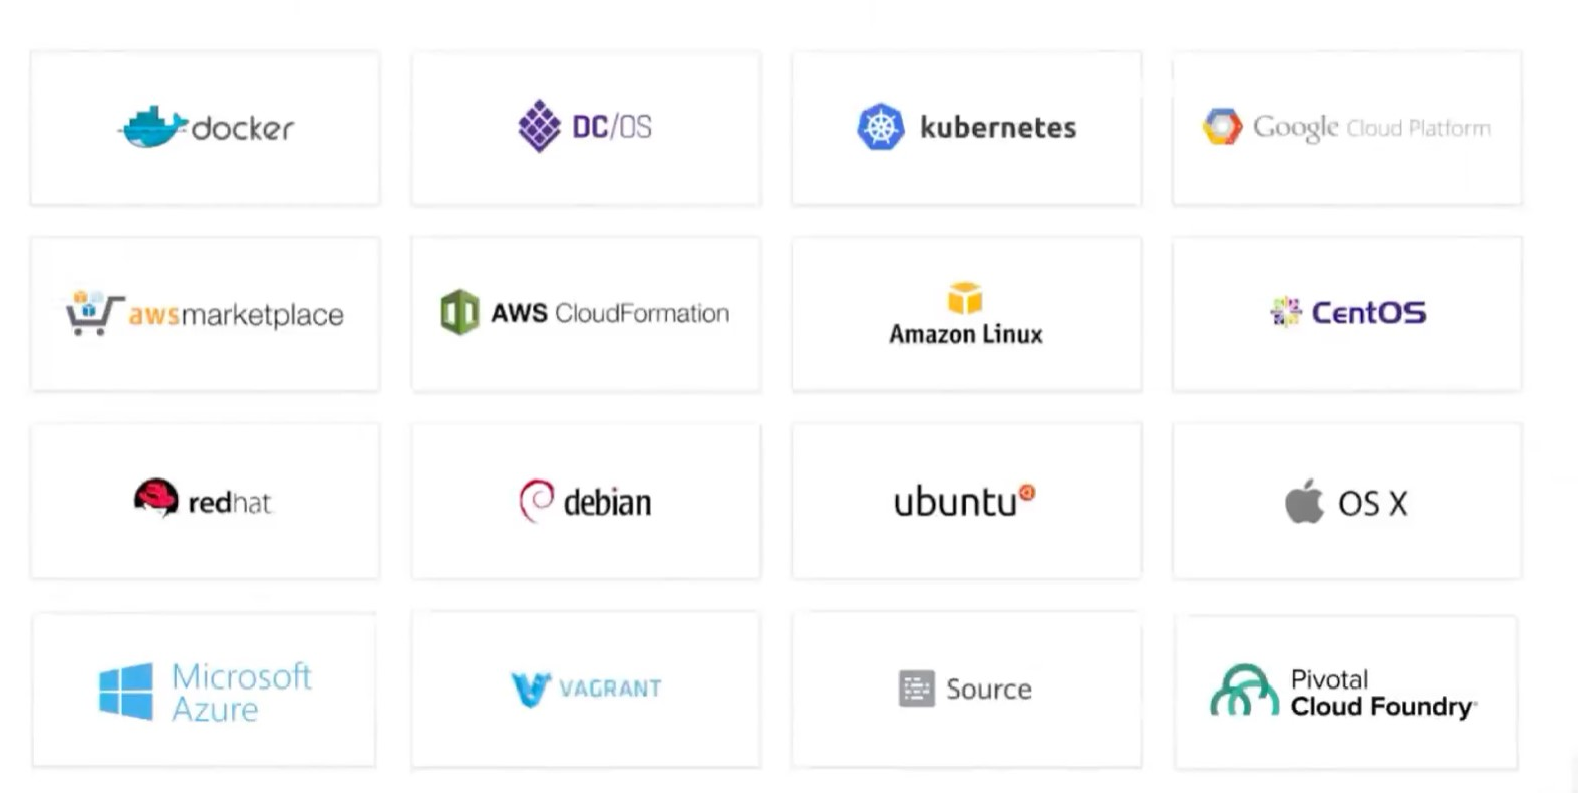 docker
DC/OS
kubernetes
Google Cloud Platform
awsmarketplace
AWS CloudFormation
Amazon Linux
CentOS
redhat
debian
ubuntu
OS X
Microsoft
Azure
VAGRANT
Source
Pivotal
Cloud Foundry